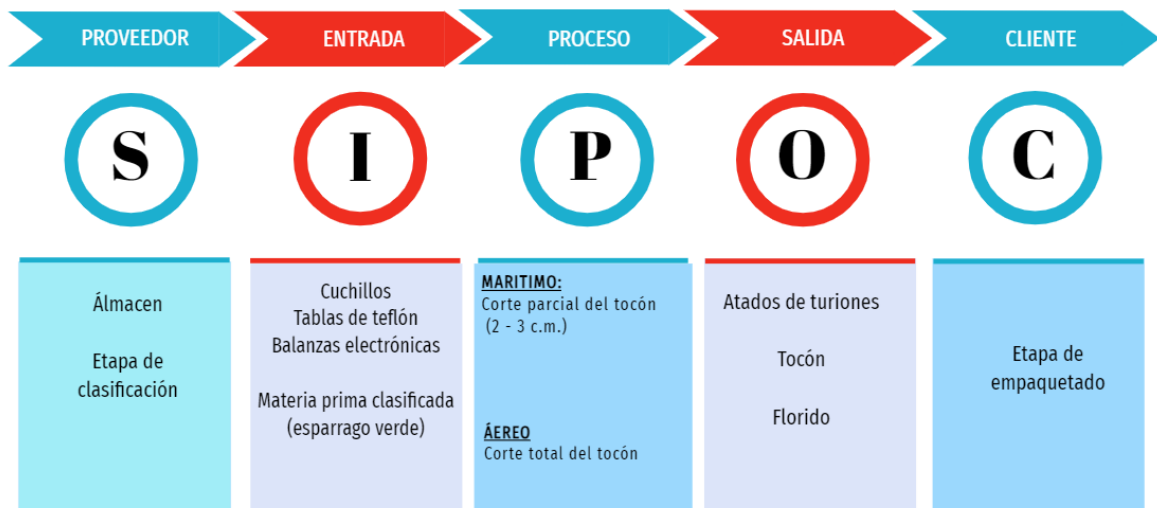 PROVEEDOR
ENTRADA
PROCESO
SALIDA
CLIENTE
S
I
P
O
C
Álmacen
Etapa de
clasificación
Cuchillos
Tablas de teflón
Balanzas electrónicas
Materia prima clasificada
(esparrago verde)
MARITIMO:
Corte parcial del tocón
(2 - 3 c.m.)
ÁEREO
Corte total del tocón
Atados de turiones
Tocón
Florido
Etapa de
empaquetado